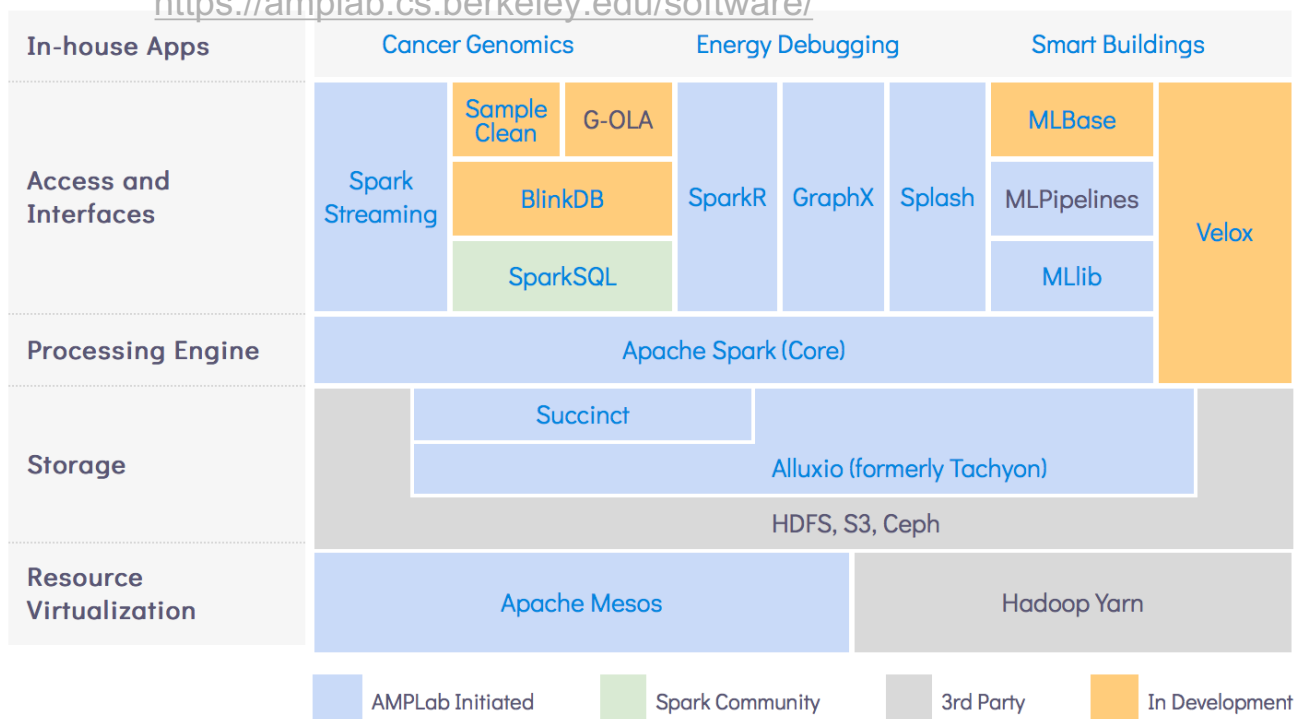 https://amplab.cs.berkeley.edu/software/
In-house Apps
Cancer Genomics
Energy Debugging
Smart Buildings
Access and
Interfaces
Spark
Streaming
Sample
Clean
G-OLA
BlinkDB
SparkSQL
SparkR
GraphX
Splash
MLBase
MLPipelines
MLlib
Velox
Processing Engine
Apache Spark (Core)
Storage
Succinct
Alluxio (formerly Tachyon)
HDFS, S3, Ceph
Resource
Virtualization
Apache Mesos
Hadoop Yarn
AMPLab Initiated
Spark Community
3rd Party
In Development